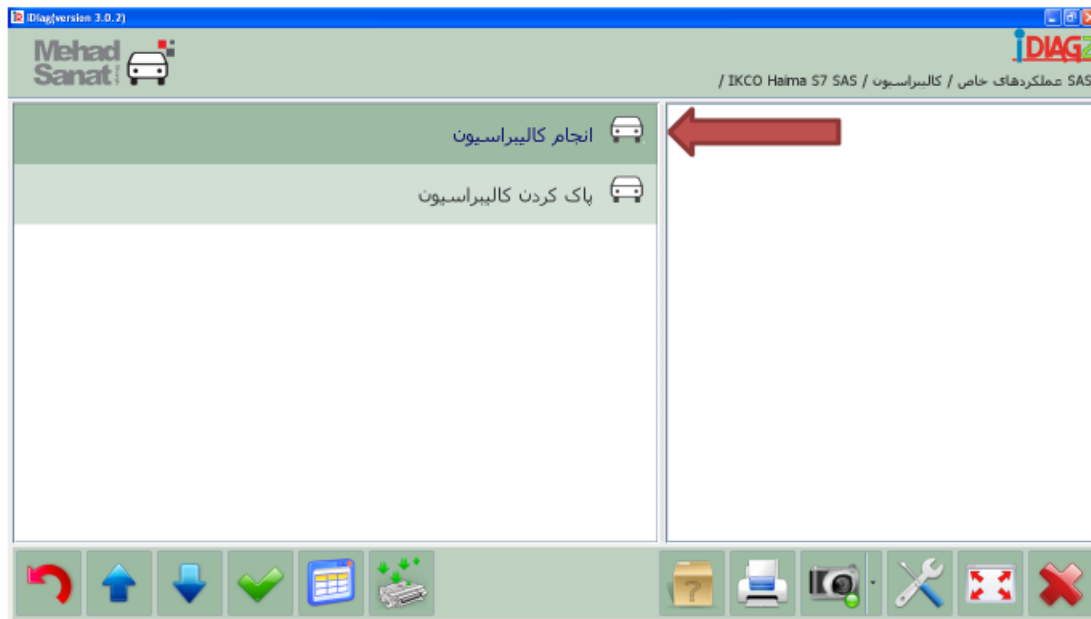 IDiag(version 3.0.2)
Mehad
Sanat
iDIAG
SAS عملکردهای خاص / کالیبراسیون / IKCO Haima S7 SAS /
انجام کالیبراسیون
پاک کردن کالیبراسیون